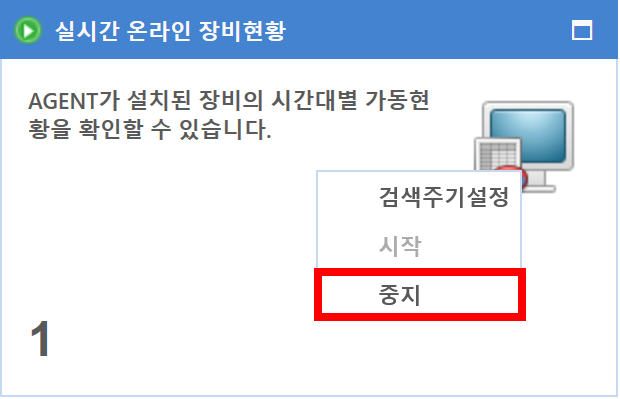 실시간 온라인 장비현황
AGENT가 설치된 장비의 시간대별 가동현
황을 확인할 수 있습니다.
검색주기설정
시작
중지
1